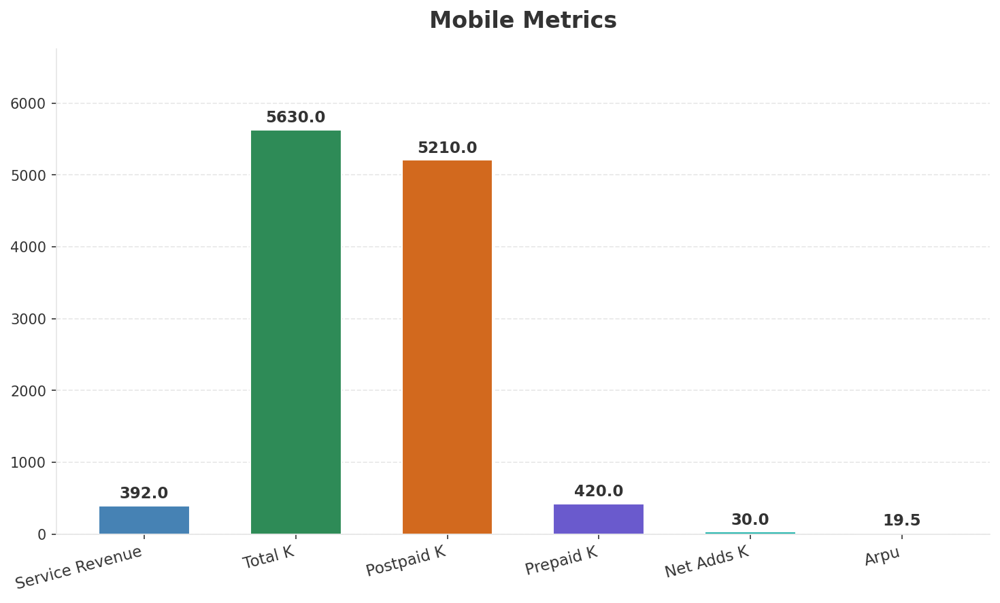 Mobile Metrics
6000
5000
4000
3000
2000
1000
0
392.0
5630.0
5210.0
420.0
30.0
19.5
Service Revenue
Total K
Postpaid K
Prepaid K
Net Adds K
Arpu